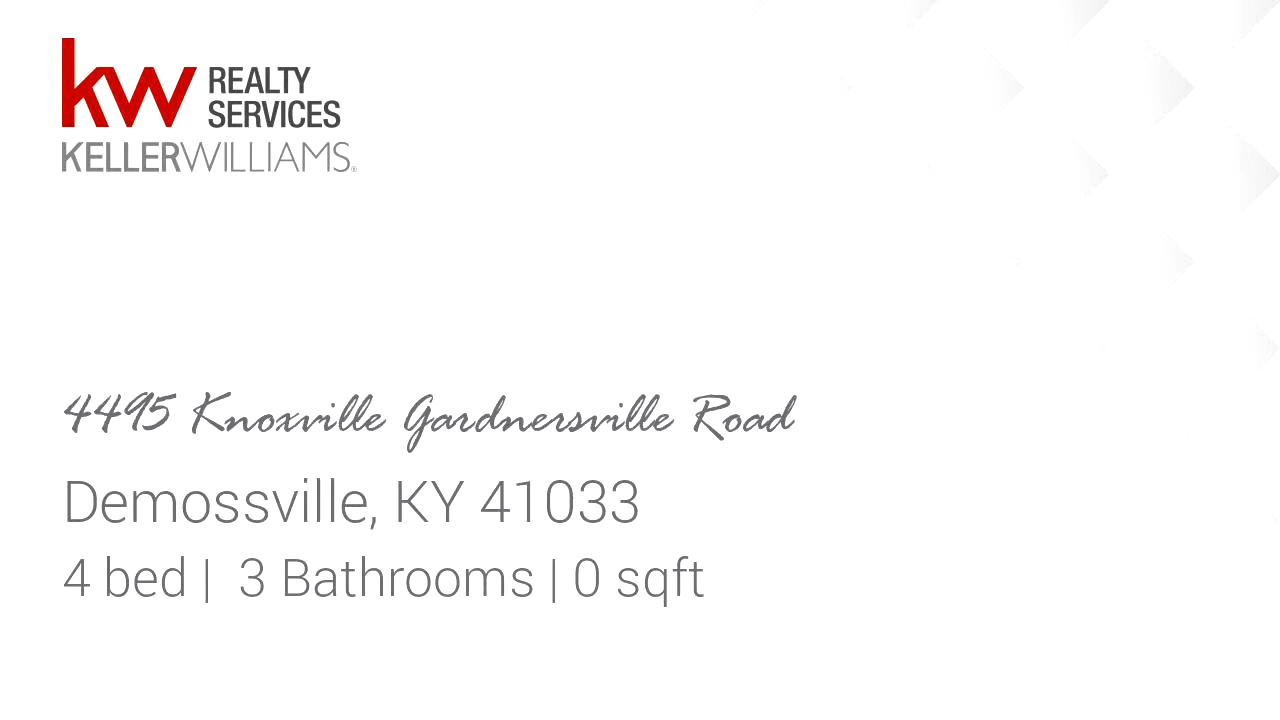 kw REALTY
SERVICES
KELLERWILLIAMS®
4495 Knoxville Gardnersville Road
Demossville, KY 41033
4 bed | 3 Bathrooms | 0 sqft